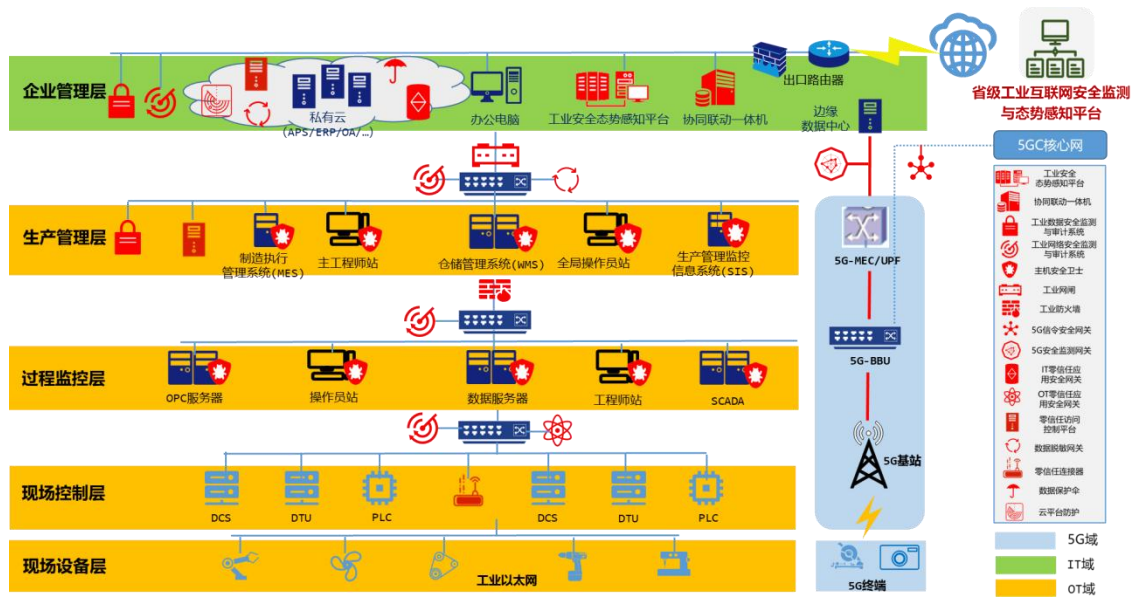 企业管理层
私有云
(APS/ERP/OA/…)
办公电脑
工业安全态势感知平台
协同联动一体机
出口路由器
边缘
数据中心
省级工业互联网安全监测
与态势感知平台
5GC核心网
生产管理层
制造执行
管理系统(MES)
主工程师站
仓储管理系统(WMS)
全局操作员站
生产管理监控
信息系统(SIS)
5G-MEC/UPF
5G-BBU
过程监控层
OPC服务器
操作员站
数据服务器
工程师站
SCADA
5G基站
现场控制层
DCS
DTU
PLC
DCS
DTU
PLC
现场设备层
工业以太网
5G终端
工业安全
态势感知平台
协同联动一体机
工业数据安全监测
与审计系统
工业网络安全监测
与审计系统
主机安全卫士
工业网闸
工业防火墙
5G信令安全网关
5G安全监测网关
IT零信任应
用安全网关
OT零信任应
用安全网关
零信任访问
控制平台
数据脱敏网关
零信任连接器
数据保护伞
云平台防护
5G域
IT域
OT域